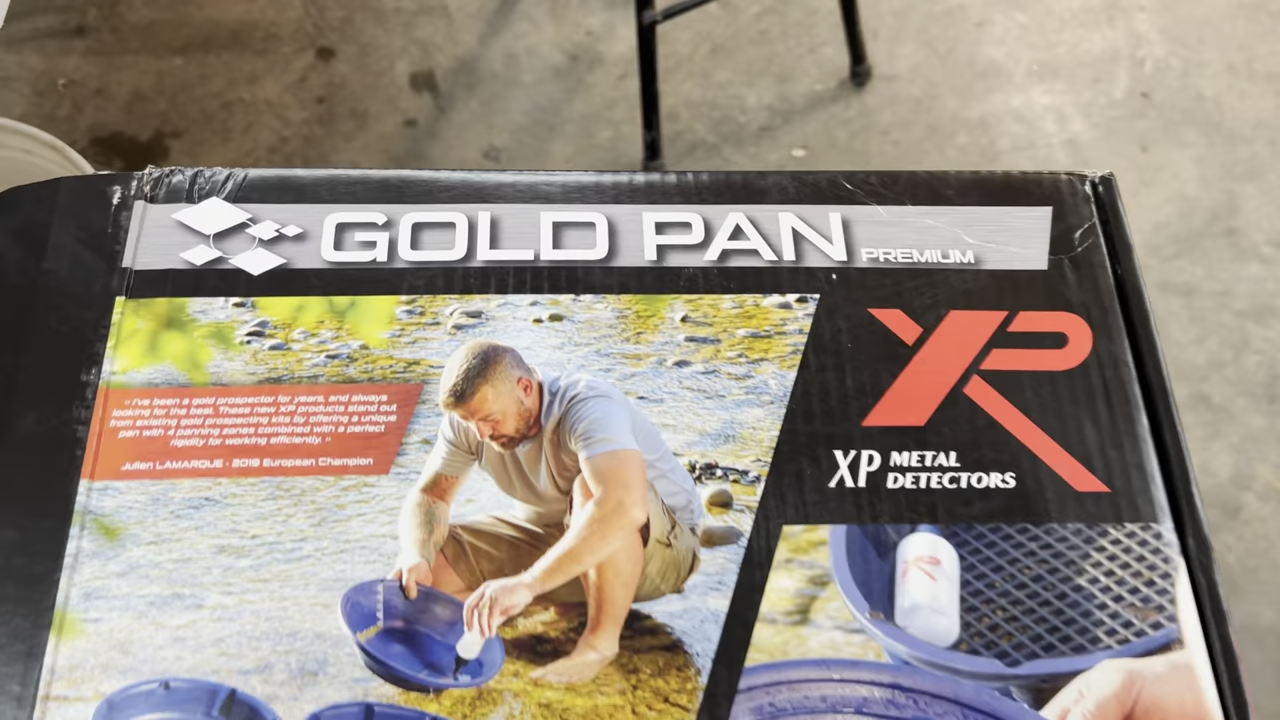 GOLD PAN PREMIUM
« I've been a gold prospector for years, and always
looking for the best. These new XP products stand out
from existing gold prospecting kits by offering a unique
pan with 4 panning zones combined with a perfect
rigidity for working efficiently. »
Julien LAMARQUE - 2019 European Champion
XP
XP METAL
DETECTORS